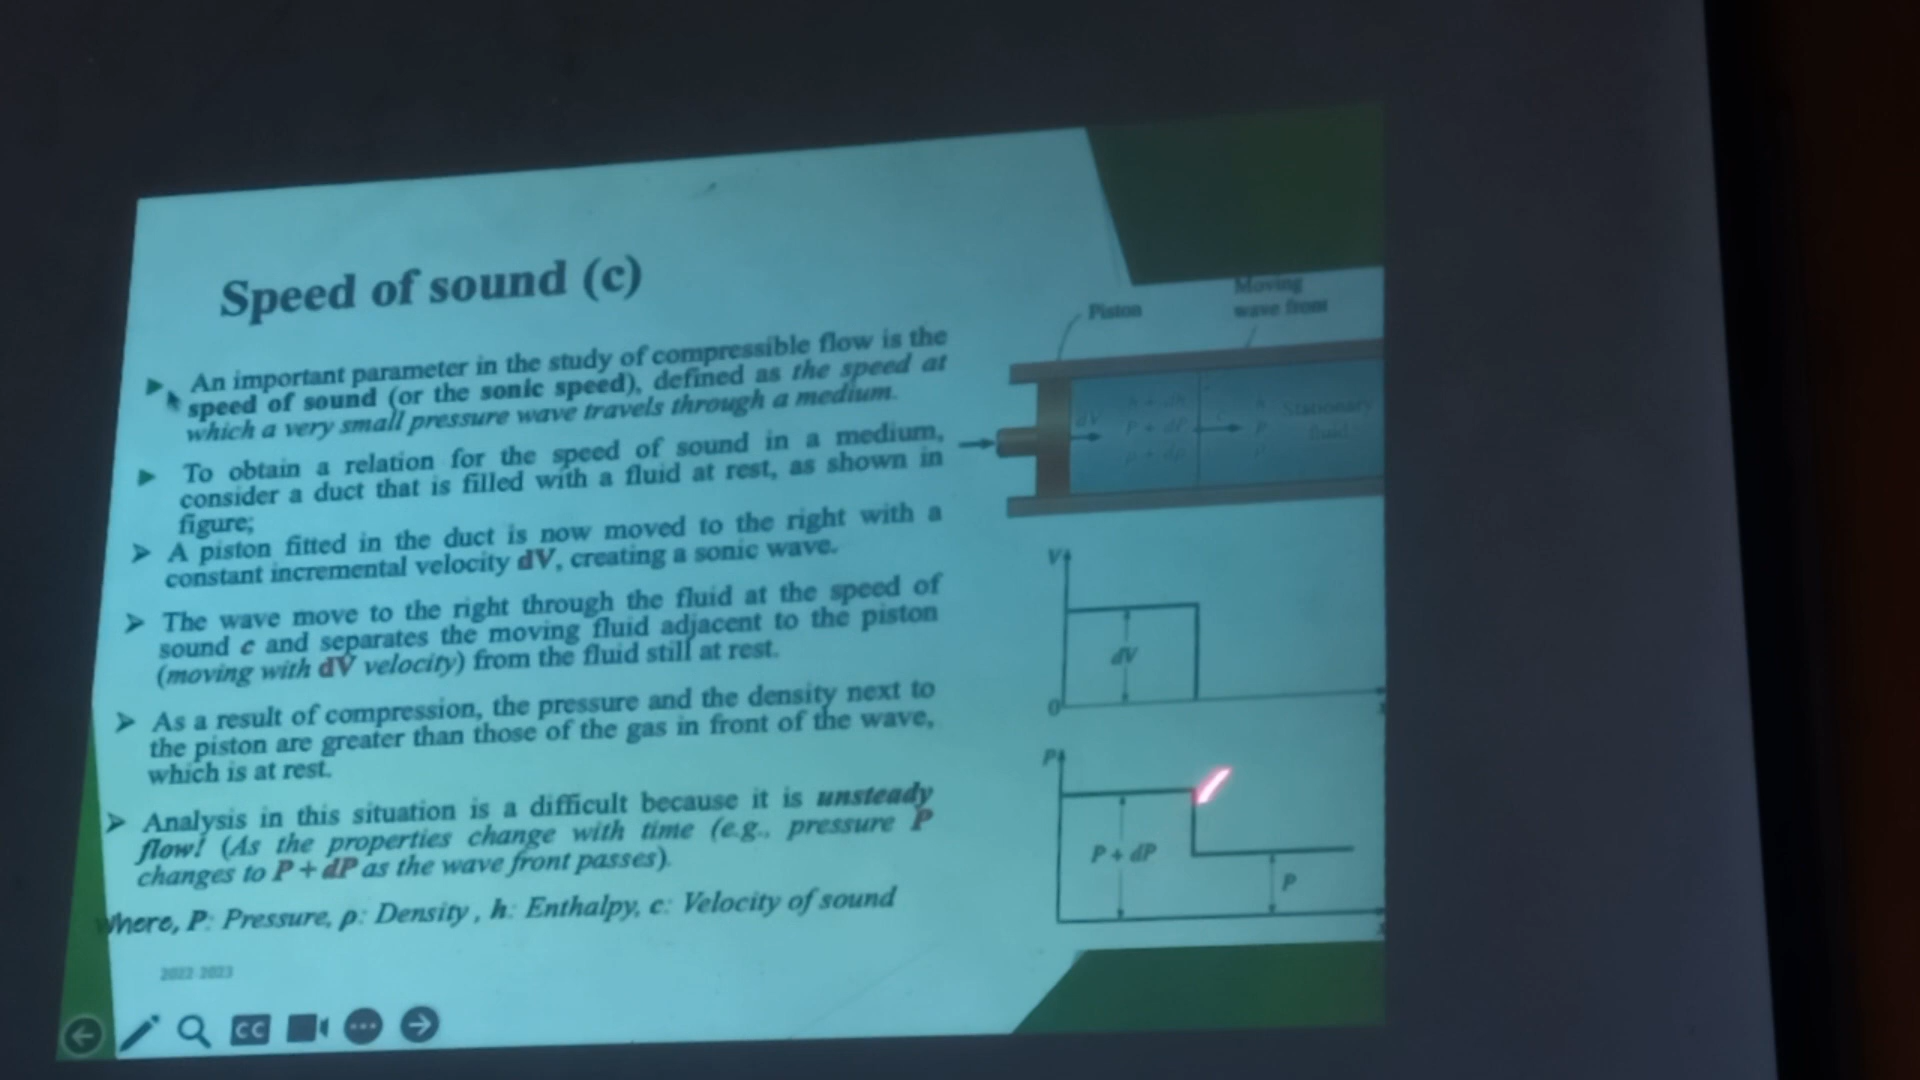 Speed of sound (c)
An important parameter in the study of compressible flow is the
speed of sound (or the sonic speed), defined as the speed at
which a very small pressure wave travels through a medium.
To obtain a relation for the speed of sound in a medium,
consider a duct that is filled with a fluid at rest, as shown in
figure;
A piston fitted in the duct is now moved to the right with a
constant incremental velocity dV, creating a sonic wave.
The wave move to the right through the fluid at the speed of
sound c and separates the moving fluid adjacent to the piston
(moving with dV velocity) from the fluid still at rest.
As a result of compression, the pressure and the density next to
the piston are greater than those of the gas in front of the wave,
which is at rest.
Analysis in this situation is a difficult because it is unsteady
flow! (As the properties change with time (e.g., pressure P
changes to P + dP as the wave front passes).
Where, P: Pressure, ρ: Density , h: Enthalpy, c: Velocity of sound
2022-2023
CC
Piston
Moving
wave front
dV
P + dP
P
Stationary
fluid
V
dV
0
P
P + dP
P